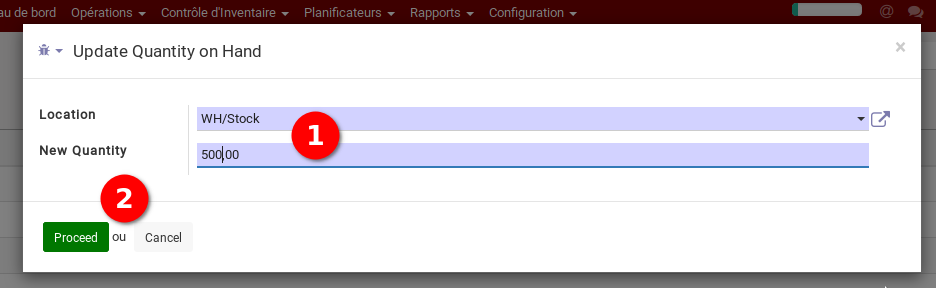 au de bord Opérations Contrôle d'Inventaire Planificateurs Rapports Configuration @
Update Quantity on Hand ×
Location WH/Stock
1
New Quantity 500,00
2
Proceed ou Cancel